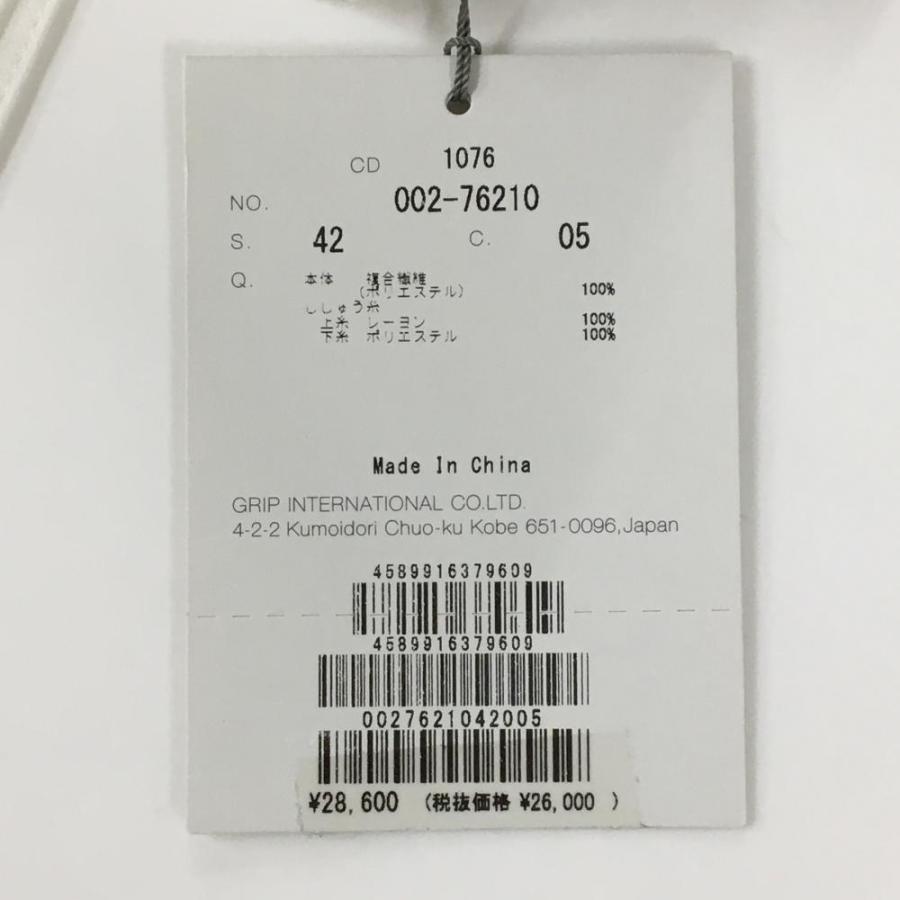 CD 1076
NO. 002-76210
S. 42 C. 05
Q. 本体 複合繊維
(ポリエステル) 100%
ししゅう糸
上糸 レーヨン 100%
下糸 ポリエステル 100%
Made In China
GRIP INTERNATIONAL CO.LTD.
4-2-2 Kumoidori Chuo-ku Kobe 651-0096,Japan
4589916379609
4589916379609
0027621042005
¥28,600 (税抜価格 ¥26,000 )